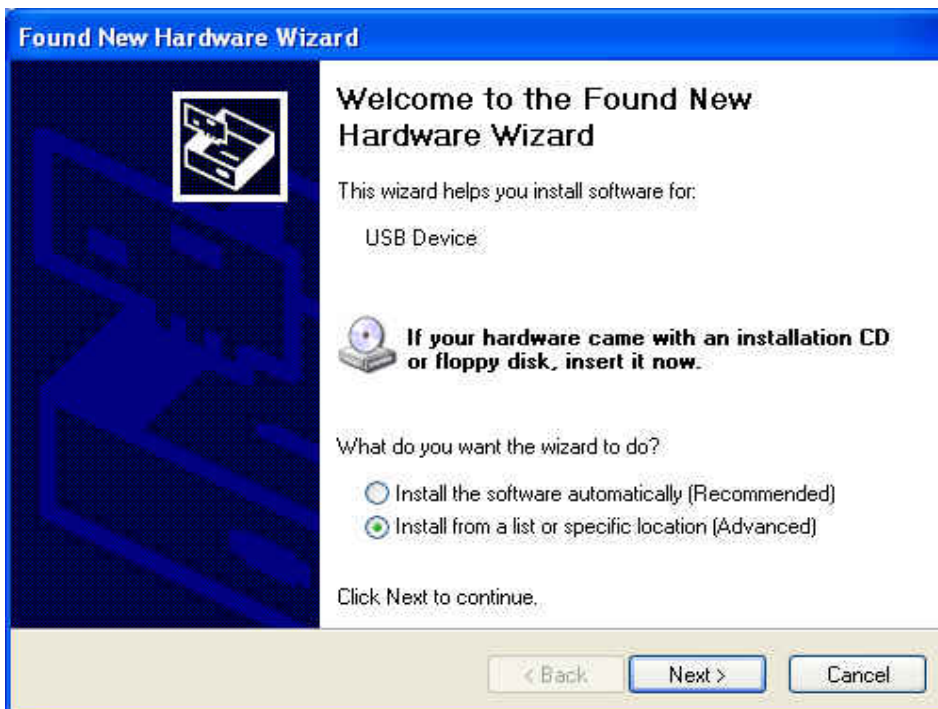 Found New Hardware Wizard
Welcome to the Found New
Hardware Wizard
This wizard helps you install software for:
USB Device
If your hardware came with an installation CD
or floppy disk, insert it now.
What do you want the wizard to do?
Install the software automatically (Recommended)
Install from a list or specific location (Advanced)
Click Next to continue.
< Back
Next >
Cancel